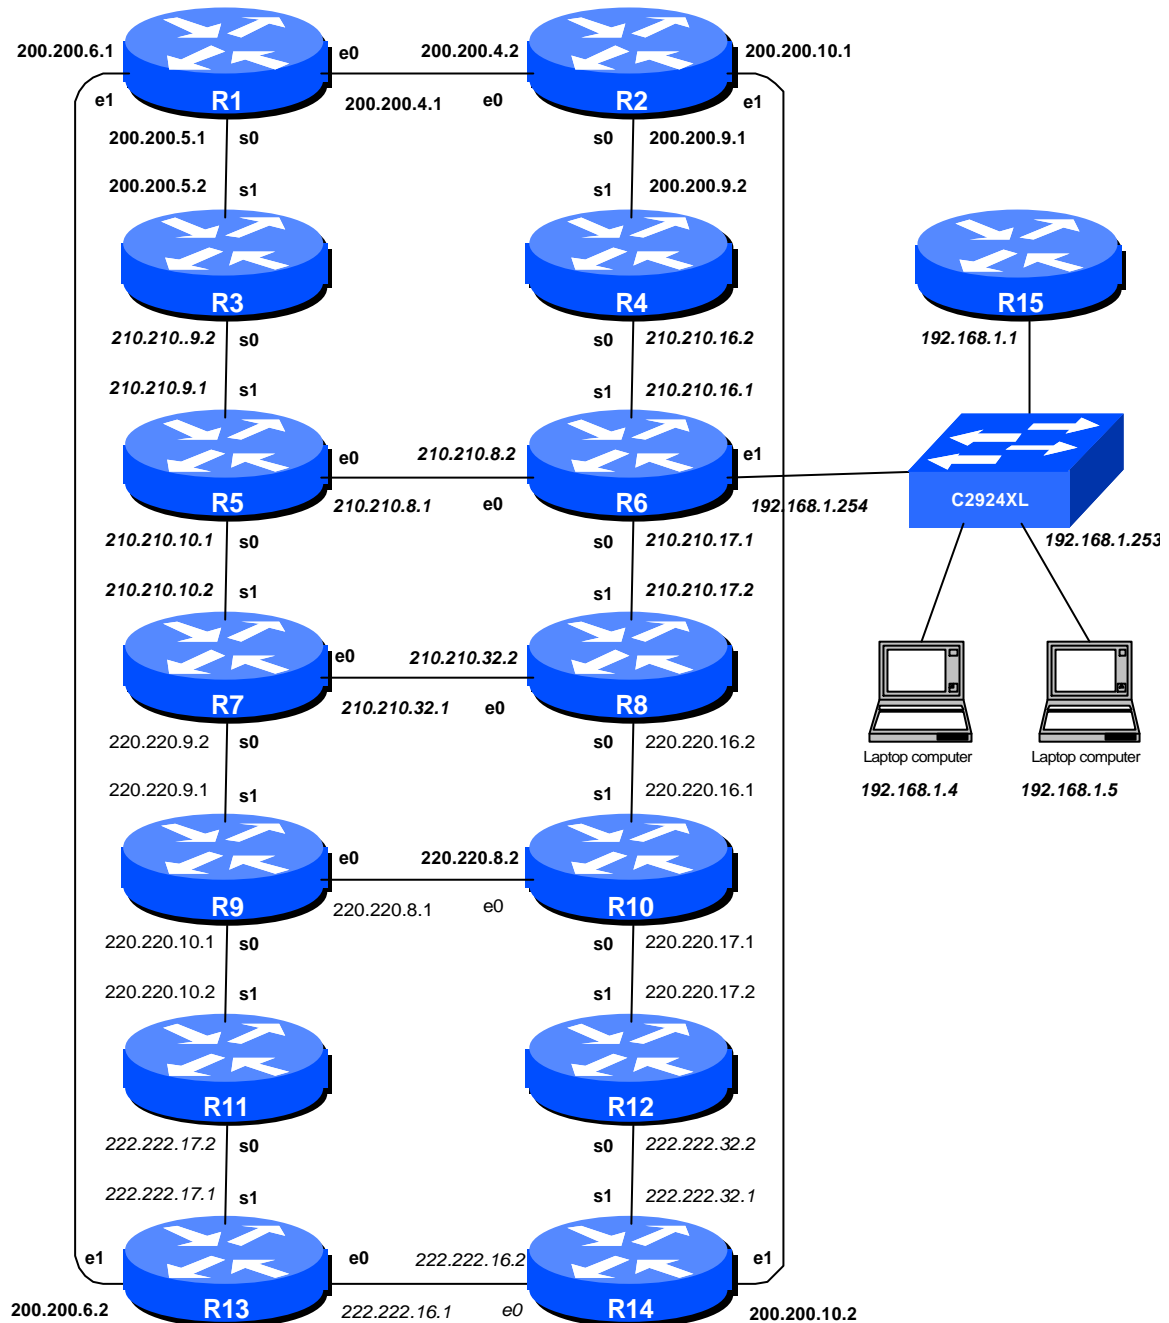 200.200.6.1
e0
200.200.4.2
200.200.10.1
e1
R1
200.200.4.1
e0
R2
e1
200.200.5.1
s0
s0
200.200.9.1
200.200.5.2
s1
s1
200.200.9.2
R3
R4
R15
210.210..9.2
s0
s0
210.210.16.2
192.168.1.1
210.210.9.1
s1
s1
210.210.16.1
e0
210.210.8.2
e1
R5
210.210.8.1
e0
R6
192.168.1.254
C2924XL
210.210.10.1
s0
s0
210.210.17.1
192.168.1.253
210.210.10.2
s1
s1
210.210.17.2
e0
210.210.32.2
R7
210.210.32.1
e0
R8
220.220.9.2
s0
s0
220.220.16.2
Laptop computer
Laptop computer
220.220.9.1
s1
s1
220.220.16.1
192.168.1.4
192.168.1.5
e0
220.220.8.2
R9
220.220.8.1
e0
R10
220.220.10.1
s0
s0
220.220.17.1
220.220.10.2
s1
s1
220.220.17.2
R11
R12
222.222.17.2
s0
s0
222.222.32.2
222.222.17.1
s1
s1
222.222.32.1
e1
e0
222.222.16.2
e1
200.200.6.2
R13
222.222.16.1
e0
R14
200.200.10.2